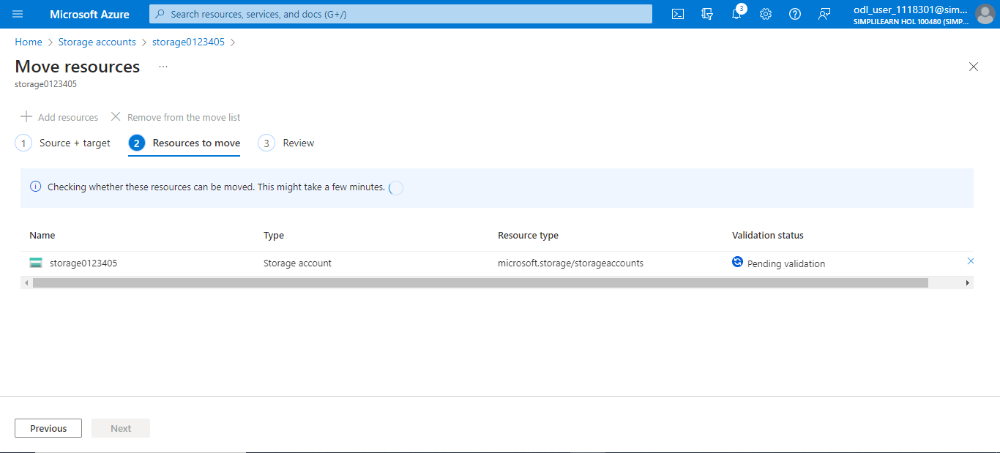 Microsoft Azure
Search resources, services, and docs (G+/)
3
odl_user_1118301@sim...
SIMPLILEARN HOL 100480 (SIMP...
Home > Storage accounts > storage0123405 >
Move resources ...
storage0123405
Add resources
Remove from the move list
1 Source + target
2 Resources to move
3 Review
Checking whether these resources can be moved. This might take a few minutes.
Name Type Resource type Validation status
storage0123405 Storage account microsoft.storage/storageaccounts Pending validation
Previous
Next